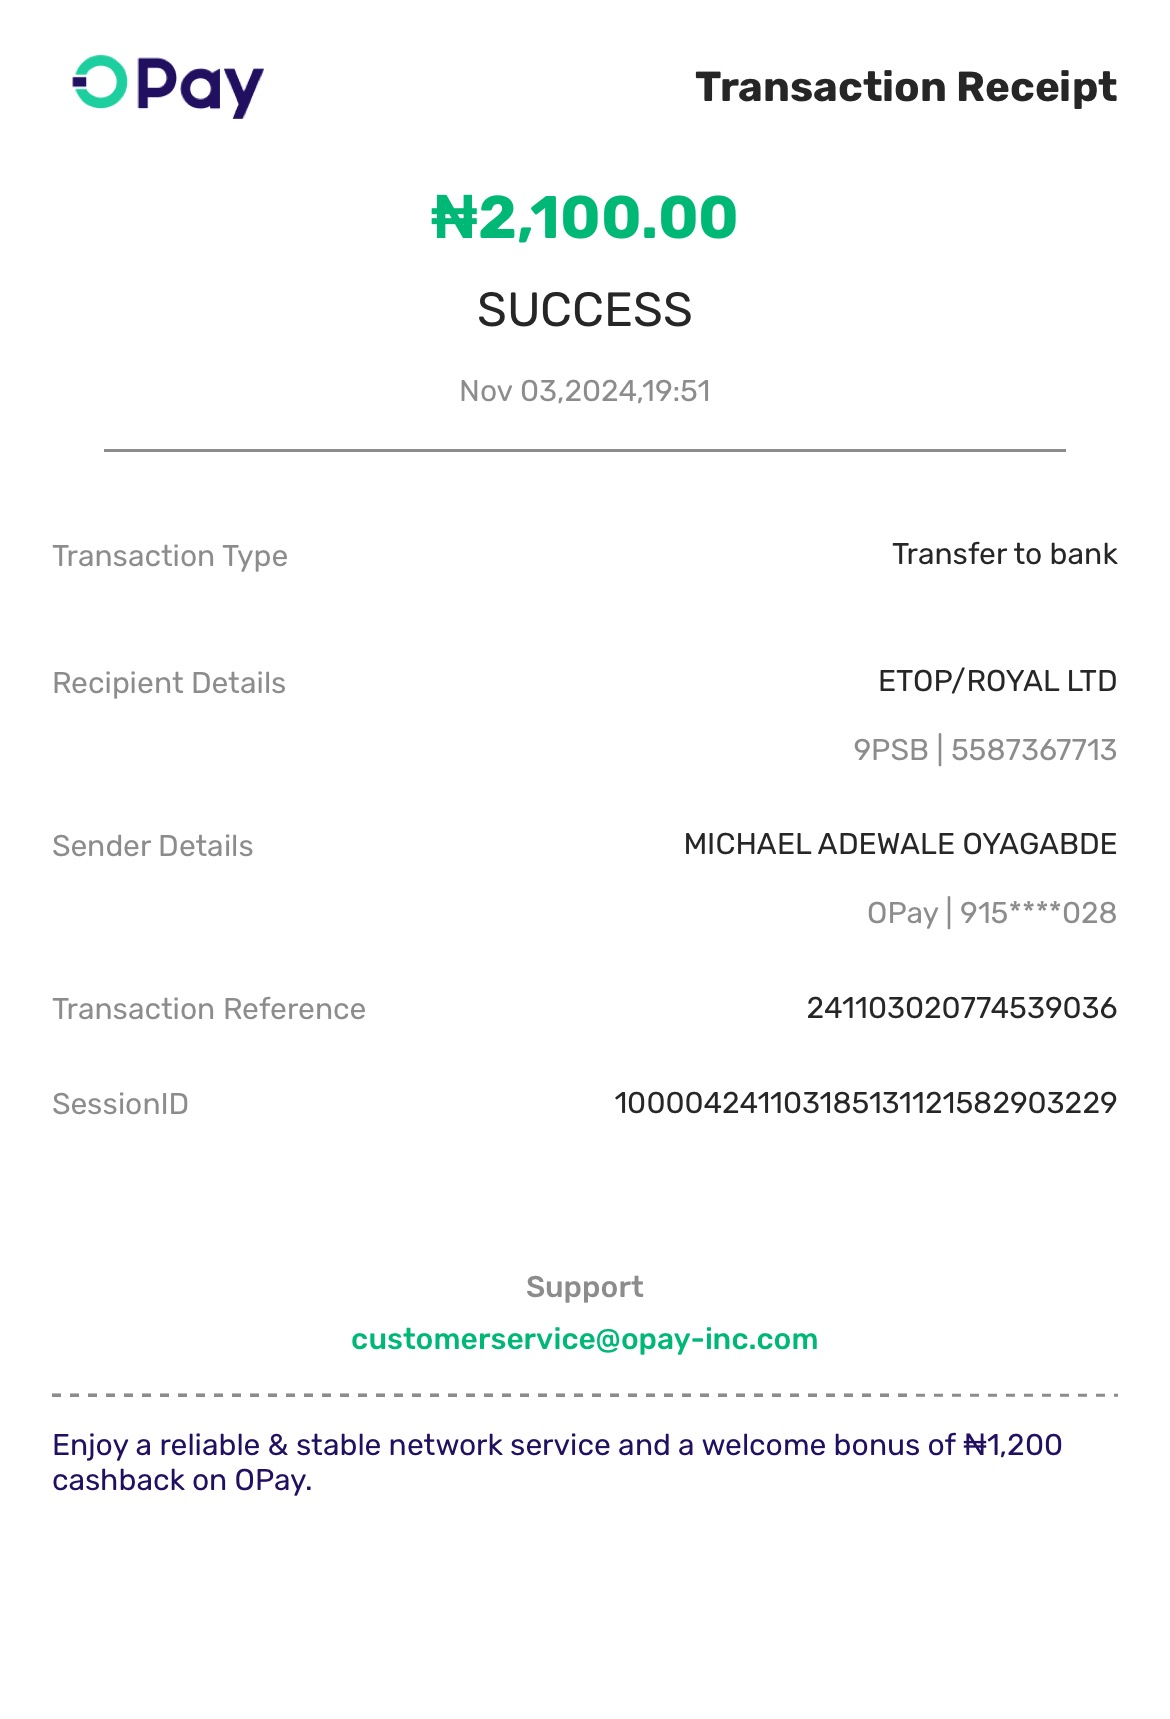 OPay
Transaction Receipt
₦2,100.00
SUCCESS
Nov 03,2024,19:51
Transaction Type
Transfer to bank
Recipient Details
ETOP/ROYAL LTD
9PSB | 5587367713
Sender Details
MICHAEL ADEWALE OYAGABDE
OPay | 915****028
Transaction Reference
241103020774539036
SessionID
100004241103185131121582903229
Support
customerservice@opay-inc.com
Enjoy a reliable & stable network service and a welcome bonus of ₦1,200
cashback on OPay.